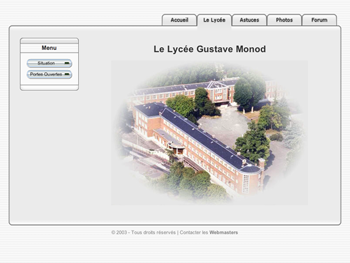 Accueil Le Lycée Astuces Photos Forum
Menu
Situation
Portes Ouvertes
Le Lycée Gustave Monod
© 2003 - Tous droits réservés | Contacter les Webmasters